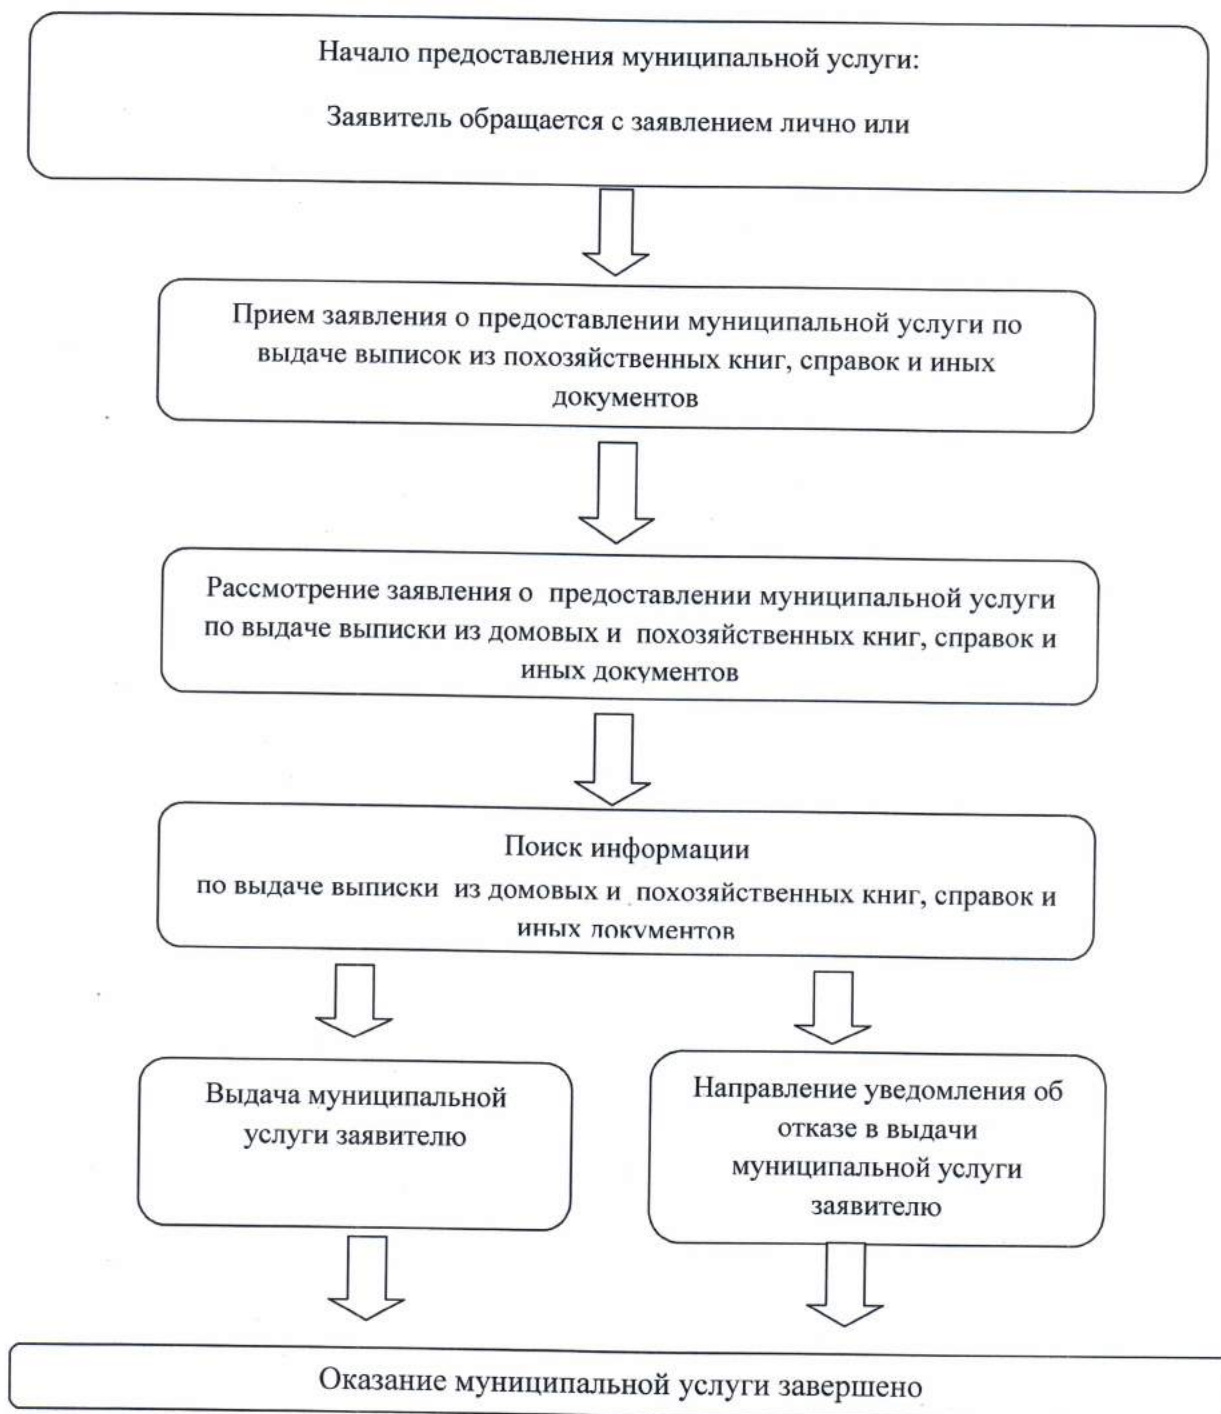 Начало предоставления муниципальной услуги:
Заявитель обращается с заявлением лично или
Прием заявления о предоставлении муниципальной услуги по
выдаче выписок из похозяйственных книг, справок и иных
документов
Рассмотрение заявления о предоставлении муниципальной услуги
по выдаче выписки из домовых и похозяйственных книг, справок и
иных документов
Поиск информации
по выдаче выписки из домовых и похозяйственных книг, справок и
иных документов
Выдача муниципальной
услуги заявителю
Направление уведомления об
отказе в выдачи
муниципальной услуги
заявителю
Оказание муниципальной услуги завершено